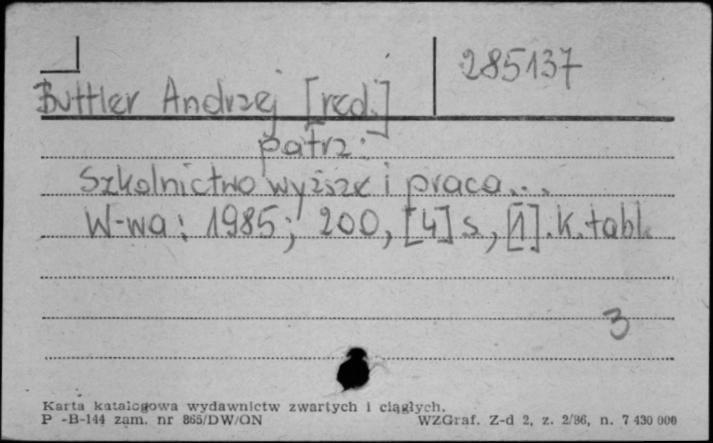 285137
Buttler Andrzej [red.]
patrz:
Szkolnictwo wyższe i praca...
W-wa: 1985; 200, [4] s, [1]. k. tabl.
3
Karta katalogowa wydawnictw zwartych i ciągłych.
P -B-144 zam. nr 865/DW/ON WZGraf. Z-d 2, z. 2/86, n. 7 430 000